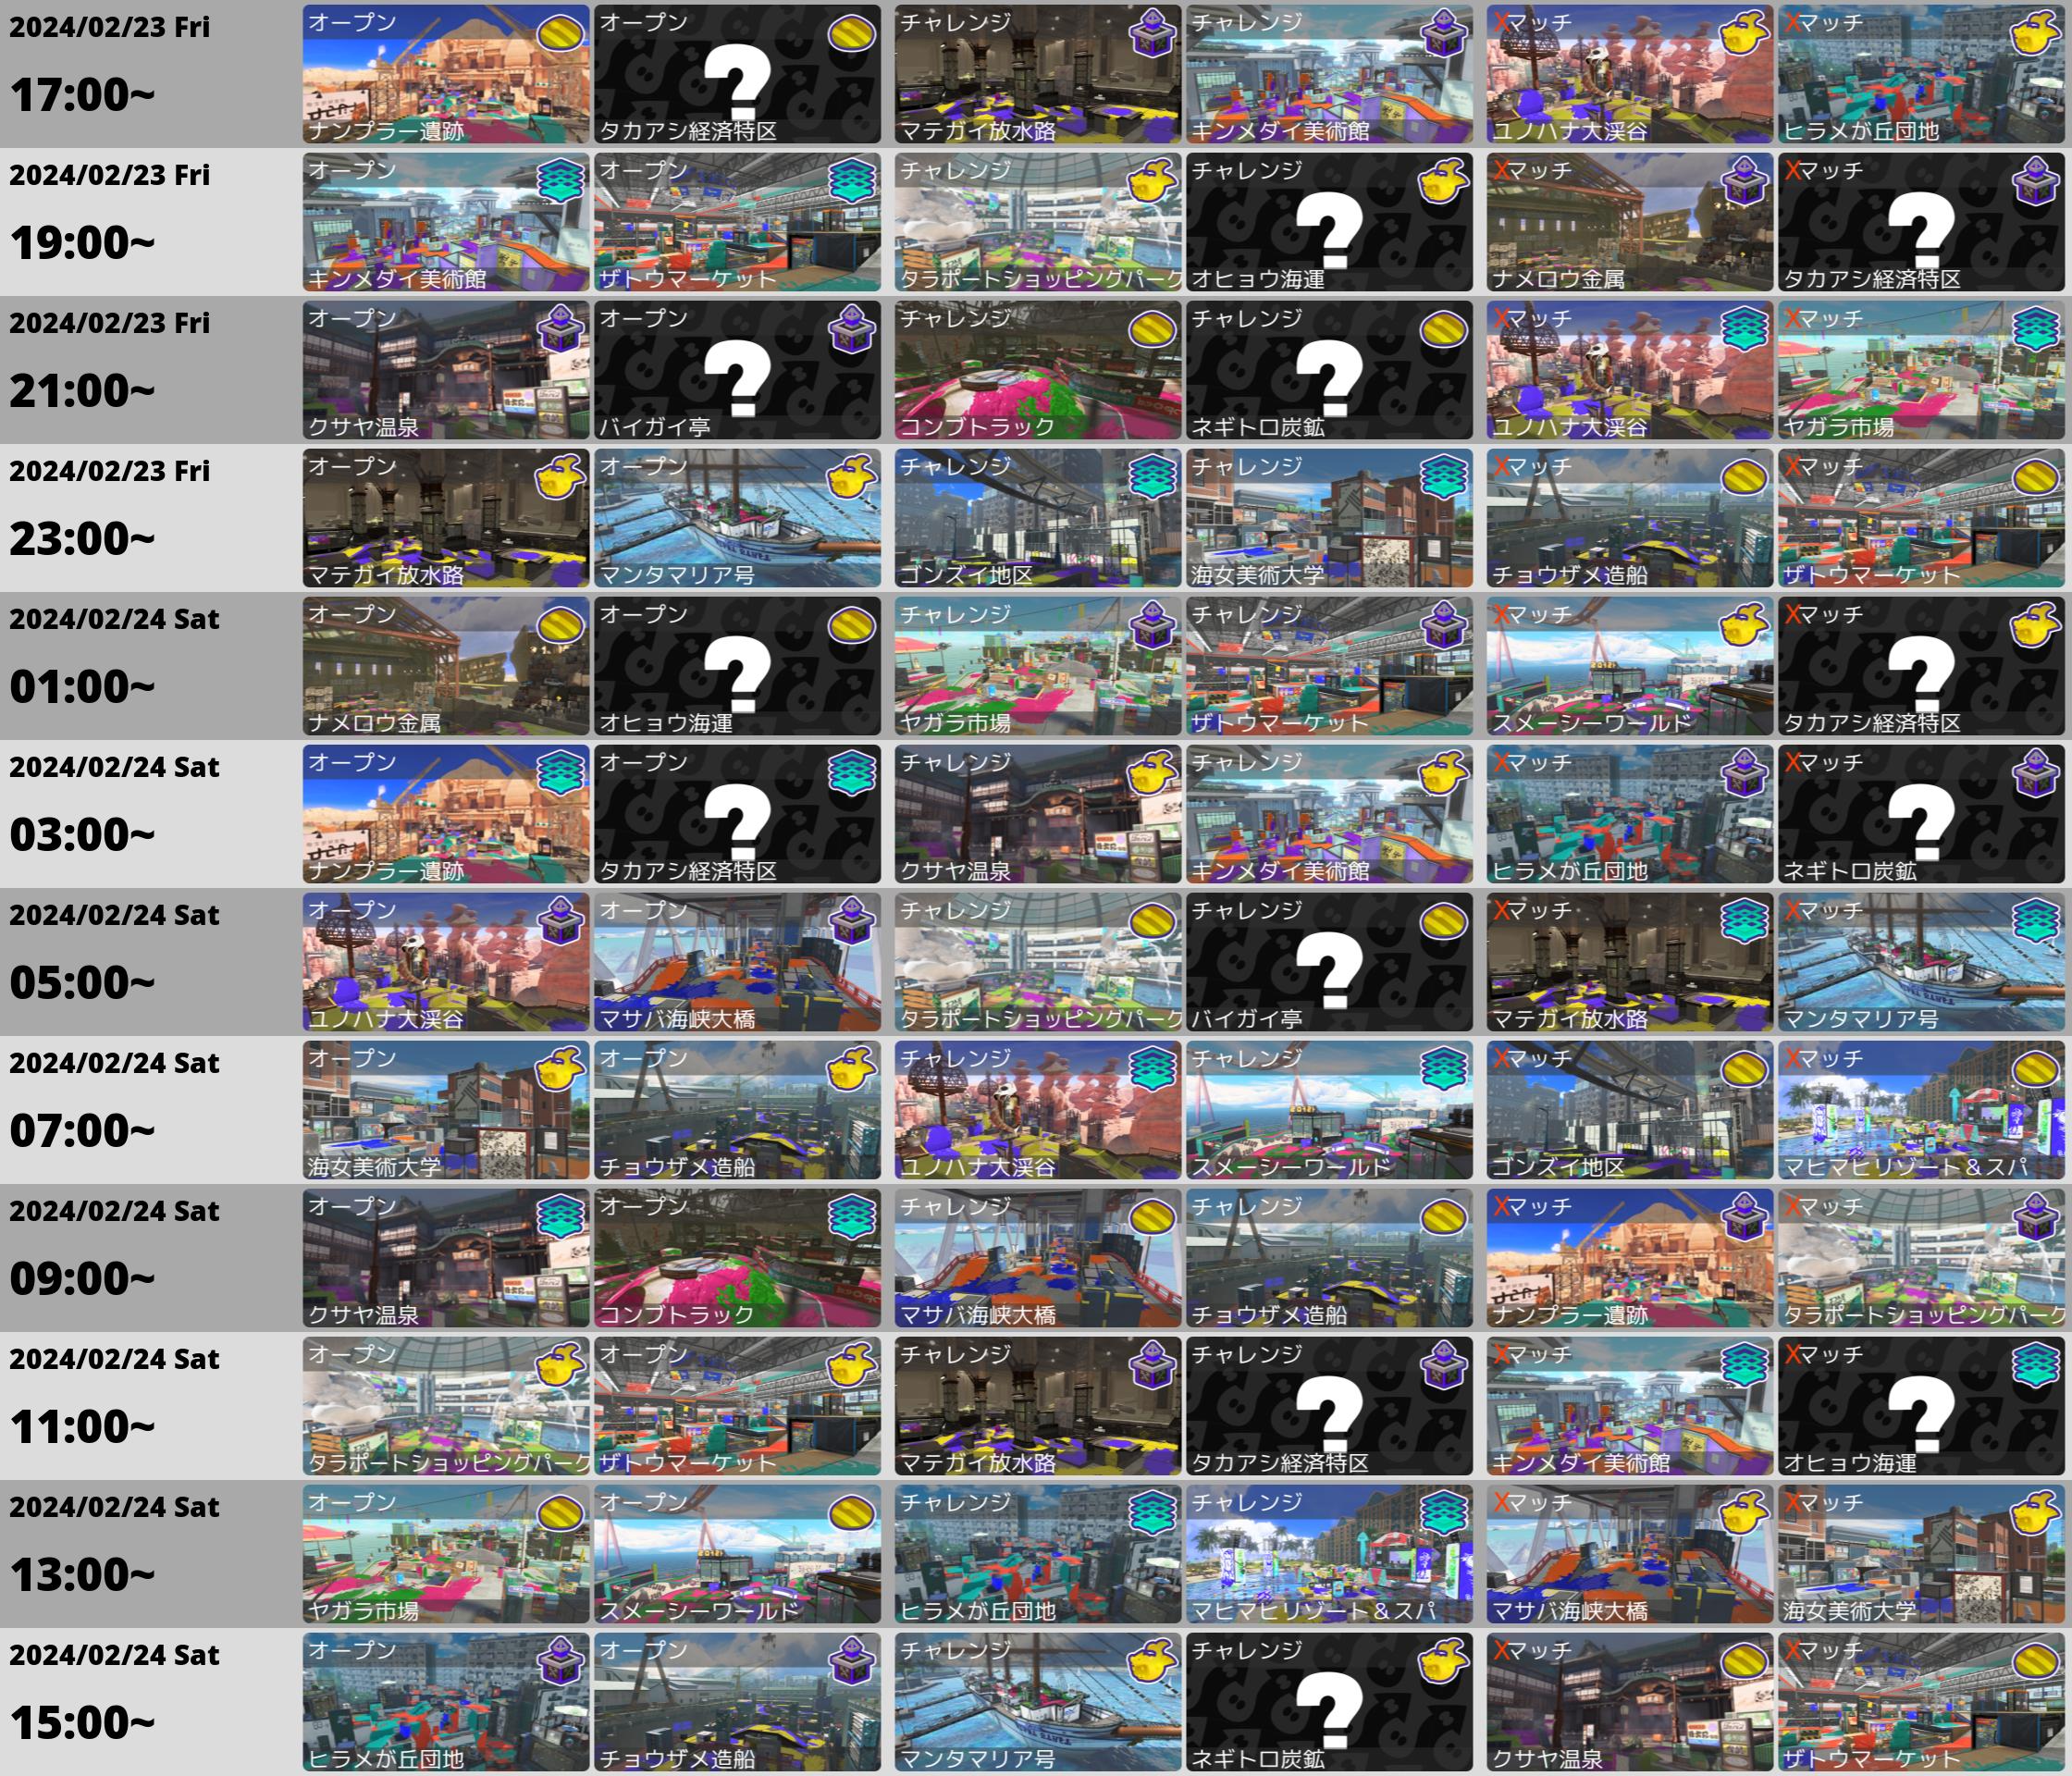 2024/02/23 Fri
17:00~
オープン オープン チャレンジ チャレンジ Xマッチ Xマッチ
ナンプラー遺跡 タカアシ経済特区 マテガイ放水路 キンメダイ美術館 ユノハナ大渓谷 ヒラメが丘団地
2024/02/23 Fri
19:00~
オープン オープン チャレンジ チャレンジ Xマッチ Xマッチ
キンメダイ美術館 ザトウマーケット タラポートショッピングパーク オヒョウ海運 ナメロウ金属 タカアシ経済特区
2024/02/23 Fri
21:00~
オープン オープン チャレンジ チャレンジ Xマッチ Xマッチ
クサヤ温泉 バイガイ亭 コンブトラック ネギトロ炭鉱 ユノハナ大渓谷 ヤガラ市場
2024/02/23 Fri
23:00~
オープン オープン チャレンジ チャレンジ Xマッチ Xマッチ
マテガイ放水路 マンタマリア号 ゴンズイ地区 海女美術大学 チョウザメ造船 ザトウマーケット
2024/02/24 Sat
01:00~
オープン オープン チャレンジ チャレンジ Xマッチ Xマッチ
ナメロウ金属 オヒョウ海運 ヤガラ市場 ザトウマーケット スメーシーワールド タカアシ経済特区
2024/02/24 Sat
03:00~
オープン オープン チャレンジ チャレンジ Xマッチ Xマッチ
ナンプラー遺跡 タカアシ経済特区 クサヤ温泉 キンメダイ美術館 ヒラメが丘団地 ネギトロ炭鉱
2024/02/24 Sat
05:00~
オープン オープン チャレンジ チャレンジ Xマッチ Xマッチ
ユノハナ大渓谷 マサバ海峡大橋 タラポートショッピングパーク バイガイ亭 マテガイ放水路 マンタマリア号
2024/02/24 Sat
07:00~
オープン オープン チャレンジ チャレンジ Xマッチ Xマッチ
海女美術大学 チョウザメ造船 ユノハナ大渓谷 スメーシーワールド ゴンズイ地区 マヒマヒリゾート＆スパ
2024/02/24 Sat
09:00~
オープン オープン チャレンジ チャレンジ Xマッチ Xマッチ
クサヤ温泉 コンブトラック マサバ海峡大橋 チョウザメ造船 ナンプラー遺跡 タラポートショッピングパーク
2024/02/24 Sat
11:00~
オープン オープン チャレンジ チャレンジ Xマッチ Xマッチ
タラポートショッピングパーク ザトウマーケット マテガイ放水路 タカアシ経済特区 キンメダイ美術館 オヒョウ海運
2024/02/24 Sat
13:00~
オープン オープン チャレンジ チャレンジ Xマッチ Xマッチ
ヤガラ市場 スメーシーワールド ヒラメが丘団地 マヒマヒリゾート＆スパ マサバ海峡大橋 海女美術大学
2024/02/24 Sat
15:00~
オープン オープン チャレンジ チャレンジ Xマッチ Xマッチ
ヒラメが丘団地 チョウザメ造船 マンタマリア号 ネギトロ炭鉱 クサヤ温泉 ザトウマーケット